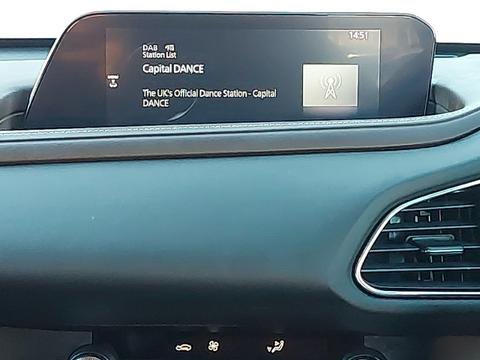 14:51
DAB
Station List
Capital DANCE
The UK's Official Dance Station - Capital
DANCE